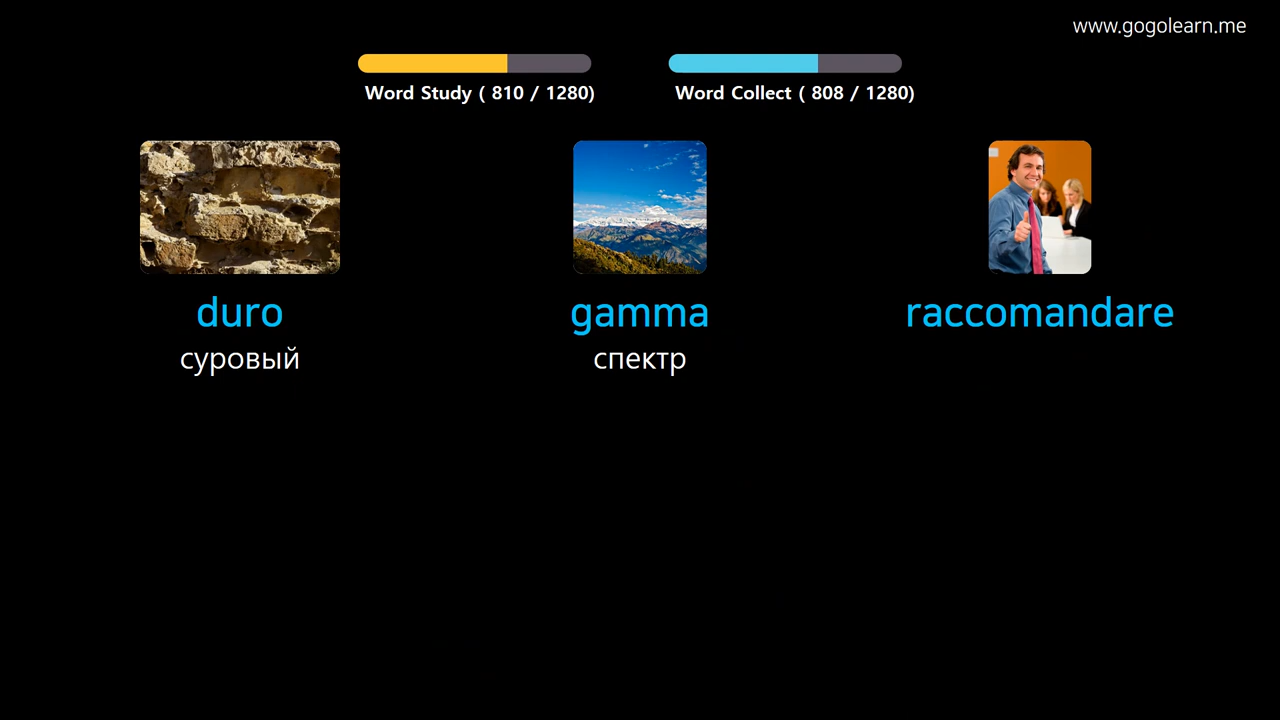 www.gogolearn.me
Word Study ( 810 / 1280)
Word Collect ( 808 / 1280)
duro
gamma
raccomandare
суровый
спектр